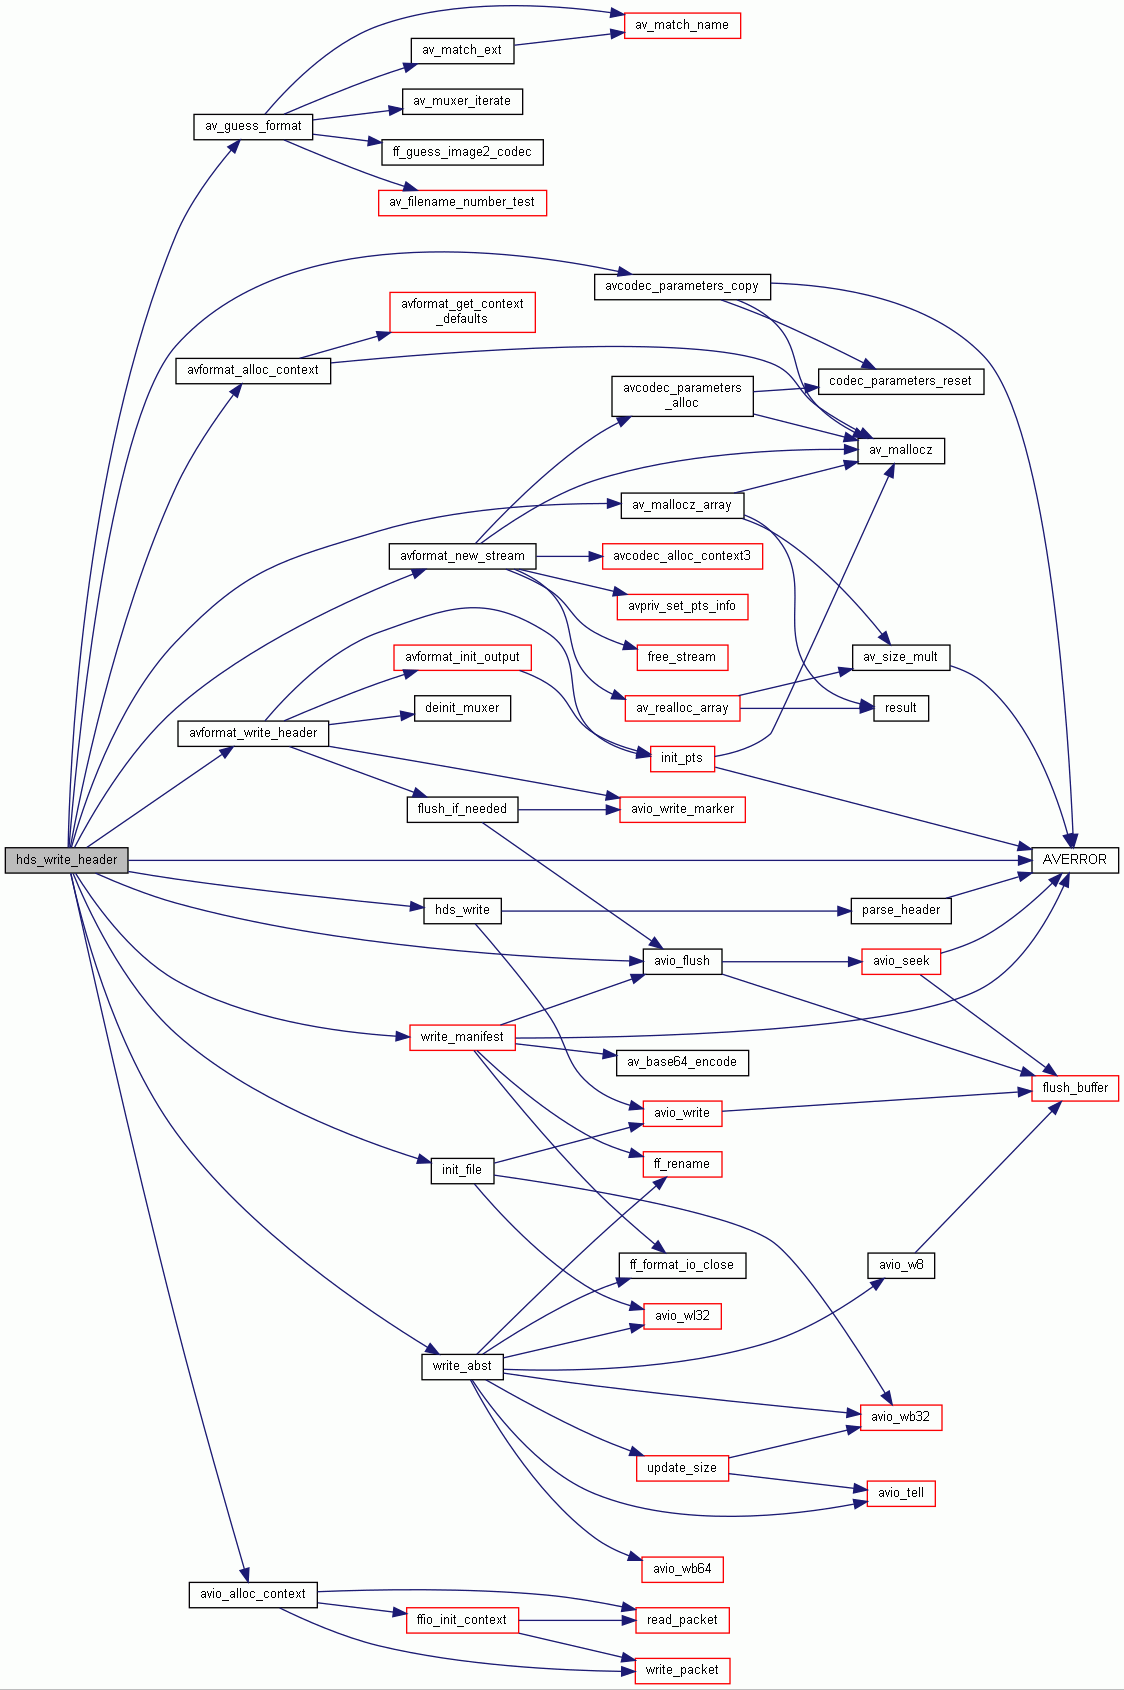 av_match_name
av_match_ext
av_muxer_iterate
av_guess_format
ff_guess_image2_codec
av_filename_number_test
avcodec_parameters_copy
avformat_get_context
_defaults
avformat_alloc_context
codec_parameters_reset
avcodec_parameters
_alloc
av_mallocz
av_mallocz_array
avformat_new_stream
avcodec_alloc_context3
avpriv_set_pts_info
avformat_init_output
free_stream
av_size_mult
deinit_muxer
av_realloc_array
result
avformat_write_header
init_pts
flush_if_needed
avio_write_marker
hds_write_header
AVERROR
hds_write
parse_header
avio_flush
avio_seek
write_manifest
av_base64_encode
flush_buffer
avio_write
init_file
ff_rename
ff_format_io_close
avio_w8
avio_wl32
write_abst
avio_wb32
update_size
avio_tell
avio_wb64
avio_alloc_context
ffio_init_context
read_packet
write_packet